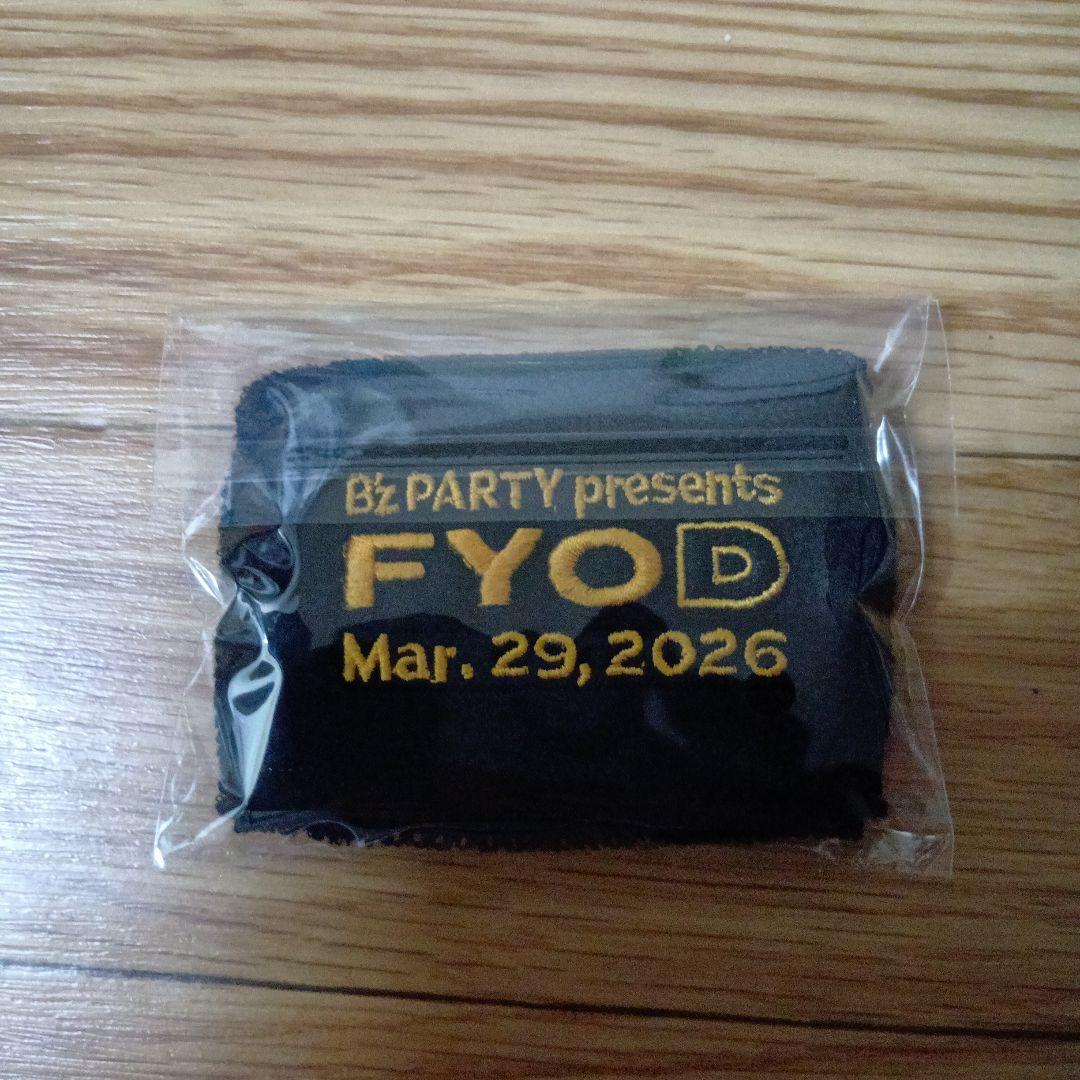 B'z PARTY presents
FYOD
Mar. 29, 2026